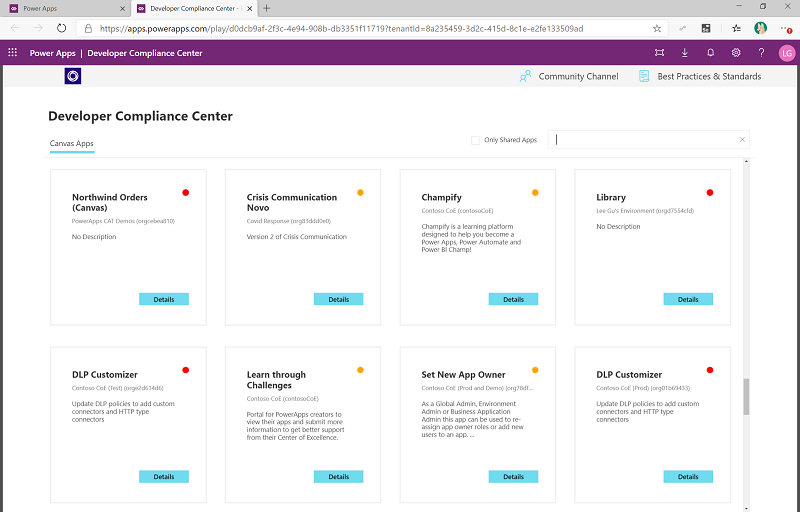 Power Apps
Developer Compliance Center -
https://apps.powerapps.com/play/d0dcb9af-2f3c-4e94-908b-db3351f11719?tenantId=8a235459-3d2c-415d-8c1e-e2fe133509ad
Power Apps | Developer Compliance Center
? LG
Community Channel
Best Practices & Standards
Developer Compliance Center
Canvas Apps
Only Shared Apps
Northwind Orders
(Canvas)
PowerApps CAT Demos (orgcebea810)
No Description
Details
Crisis Communication
Novo
Covid Response (org83ddd0e0)
Version 2 of Crisis Communication
Details
Champify
Contoso CoE (contosoCoE)
Champify is a learning platform
designed to help you become a
Power Apps, Power Automate and
Power BI Champ!
Details
Library
Lee Gu's Environment (orgd7554cfd)
No Description
Details
DLP Customizer
Contoso CoE (Test) (orge2d614d6)
Update DLP policies to add custom
connectors and HTTP type
connectors
Details
Learn through
Challenges
Contoso CoE (contosoCoE)
Portal for PowerApps creators to
view their apps and submit more
information to get better support
from their Center of Excellence.
Details
Set New App Owner
Contoso CoE (Prod and Demo) (org78df...
As a Global Admin, Environment
Admin or Business Application
Admin this app can be used to re-
assign app owner roles or add new
users to an app. ...
Details
DLP Customizer
Contoso CoE (Prod) (org01b69433)
Update DLP policies to add custom
connectors and HTTP type
connectors
Details